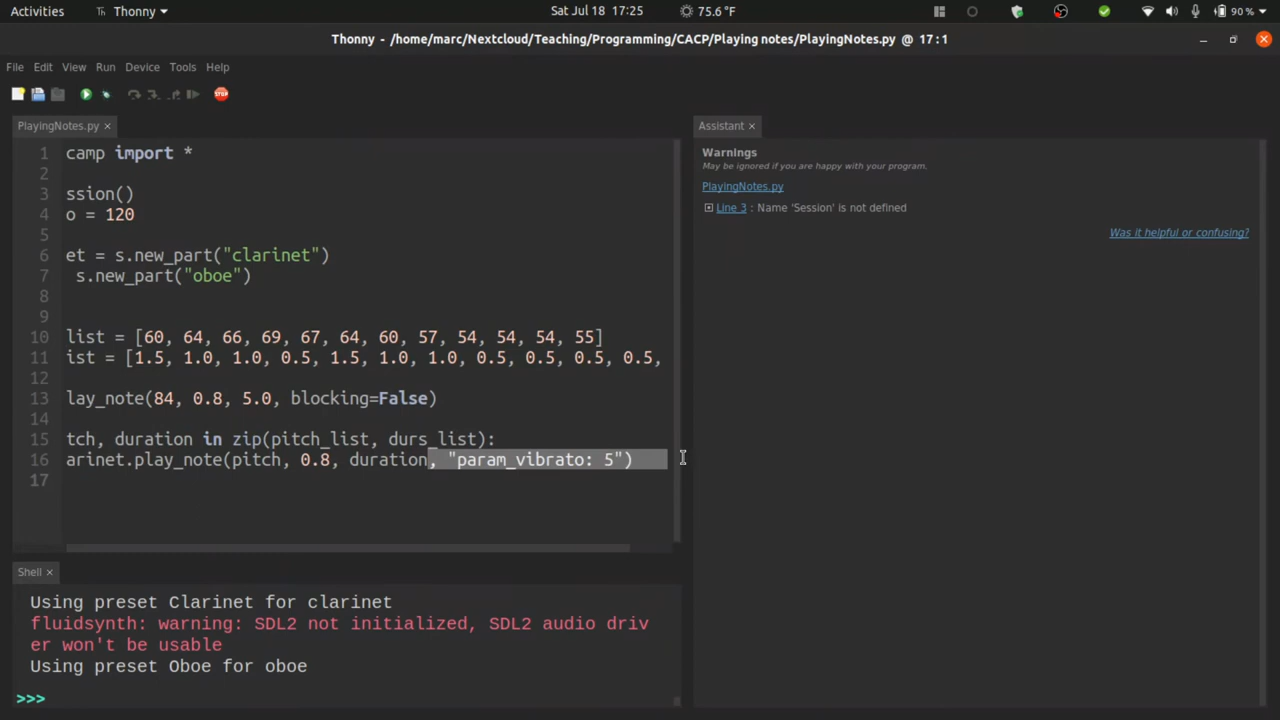 Activities Thonny Sat Jul 18 17:25 75.6 °F 90 %
Thonny - /home/marc/Nextcloud/Teaching/Programming/CACP/Playing notes/PlayingNotes.py @ 17:1
File Edit View Run Device Tools Help
STOP
PlayingNotes.py ×
1 camp import *
2
3 ssion()
4 o = 120
5
6 et = s.new_part("clarinet")
7 s.new_part("oboe")
8
9
10 list = [60, 64, 66, 69, 67, 64, 60, 57, 54, 54, 54, 55]
11 ist = [1.5, 1.0, 1.0, 0.5, 1.5, 1.0, 1.0, 0.5, 0.5, 0.5, 0.5,
12
13 lay_note(84, 0.8, 5.0, blocking=False)
14
15 tch, duration in zip(pitch_list, durs_list):
16 arinet.play_note(pitch, 0.8, duration, "param_vibrato: 5")
17
Assistant ×
Warnings
May be ignored if you are happy with your program.
PlayingNotes.py
Line 3 : Name 'Session' is not defined
Was it helpful or confusing?
Shell ×
Using preset Clarinet for clarinet
fluidsynth: warning: SDL2 not initialized, SDL2 audio driv
er won't be usable
Using preset Oboe for oboe
>>>